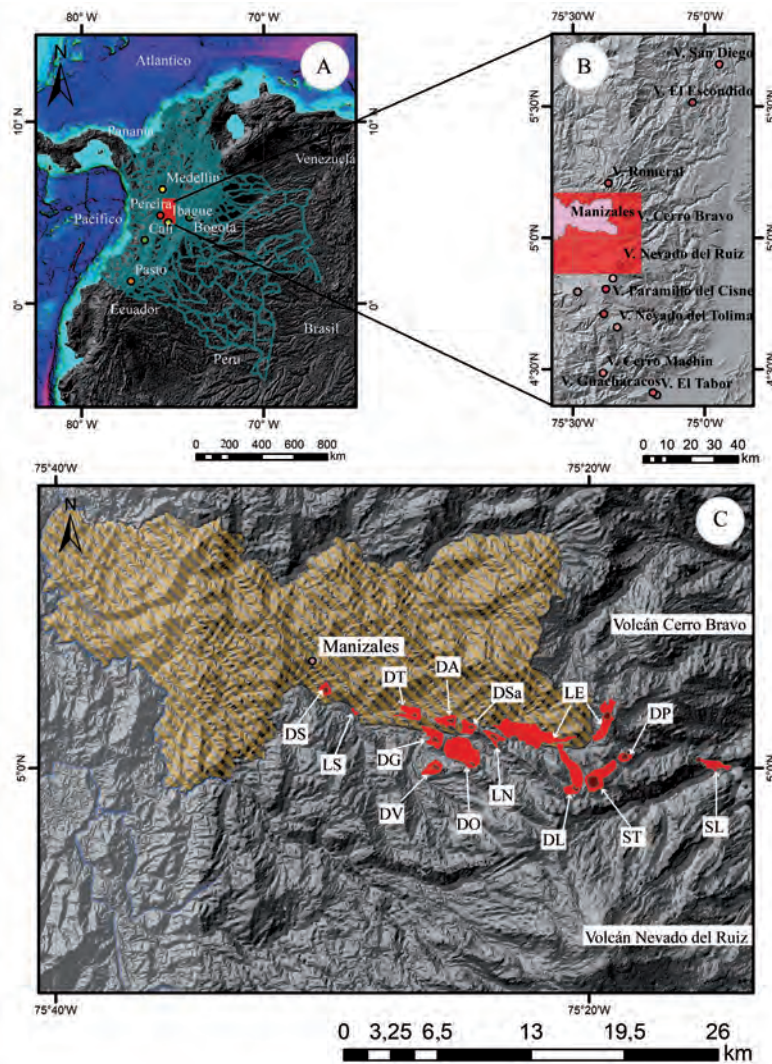 80°W
70°W
N
A
Atlantico
10°N
10°N
Panamá
Venezuela
Medellin
Pereira
Ibague
Pacífico
Bogota
Cali
Pasto
0°
0°
Ecuador
Brasil
Peru
80°W
70°W
0 200 400 600 800
km
75°30'W
75°0'W
B
V. San Diego
V. El Escondido
5°30'N
5°30'N
V. Romeral
Manizales
V. Cerro Bravo
5°0'N
5°0'N
V. Nevado del Ruiz
V. Paramillo del Cisne
V. Nevado del Tolima
V. Cerro Machin
4°30'N
4°30'N
V. Guacharacos
V. El Tabor
75°30'W
75°0'W
0 5 10 20 30 40
km
75°40'W
75°20'W
N
C
Volcán Cerro Bravo
Manizales
DT
DA
DSa
LE
DP
DS
LS
DG
LN
5°0'N
5°0'N
DV
DO
DL
ST
SL
Volcán Nevado del Ruiz
75°40'W
75°20'W
0 3,25 6,5 13 19,5 26
km